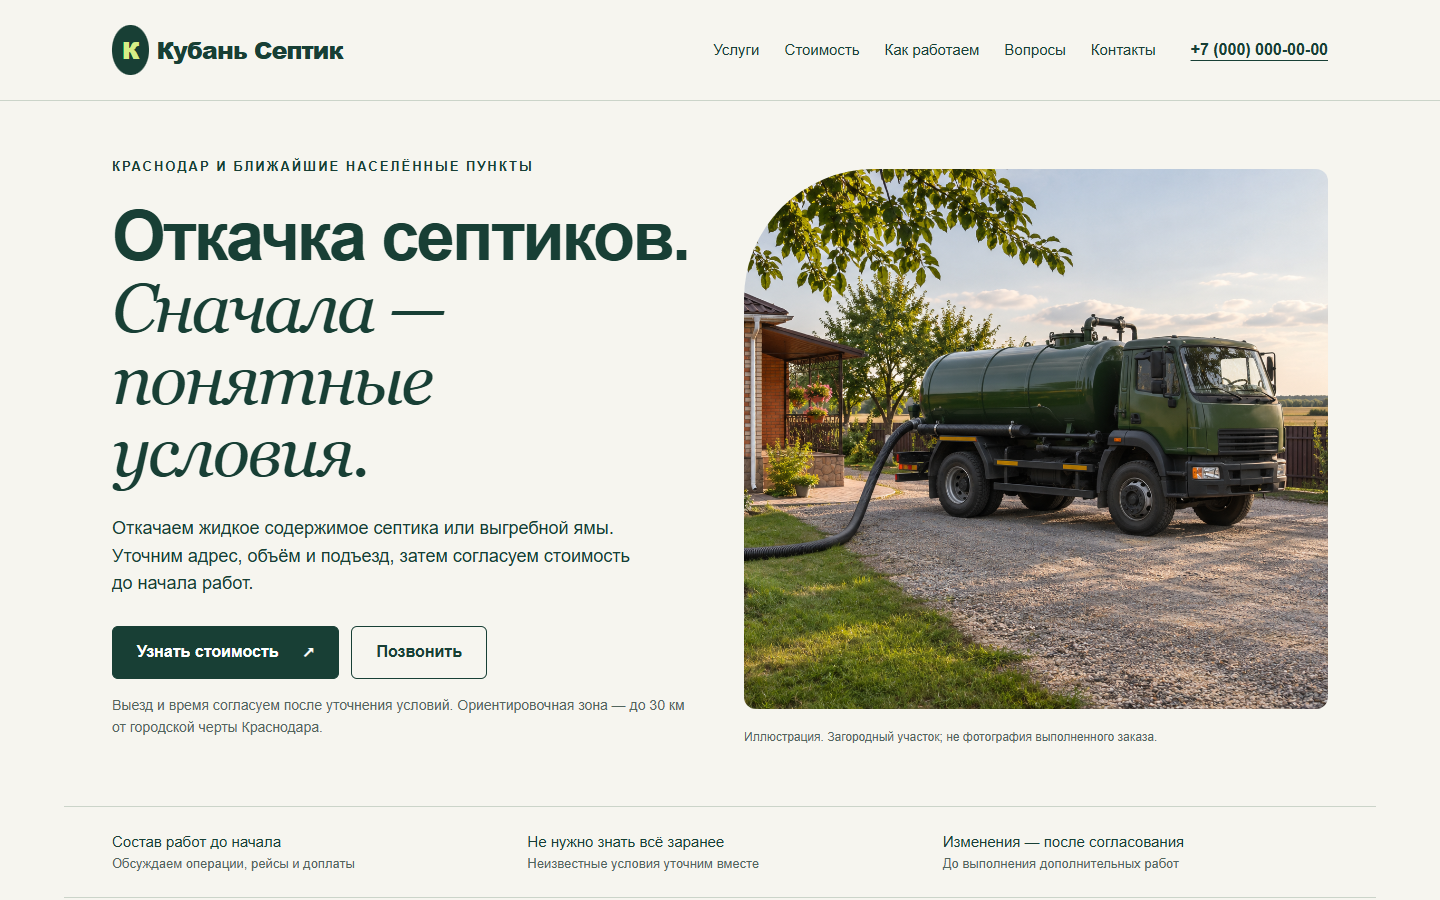 К Кубань Септик
Услуги Стоимость Как работаем Вопросы Контакты +7 (000) 000-00-00
КРАСНОДАР И БЛИЖАЙШИЕ НАСЕЛЁННЫЕ ПУНКТЫ
Откачка септиков.
Сначала —
понятные
условия.
Откачаем жидкое содержимое септика или выгребной ямы.
Уточним адрес, объём и подъезд, затем согласуем стоимость
до начала работ.
Узнать стоимость ↗ Позвонить
Выезд и время согласуем после уточнения условий. Ориентировочная зона — до 30 км
от городской черты Краснодара.
Иллюстрация. Загородный участок; не фотография выполненного заказа.
Состав работ до начала
Обсуждаем операции, рейсы и доплаты
Не нужно знать всё заранее
Неизвестные условия уточним вместе
Изменения — после согласования
До выполнения дополнительных работ